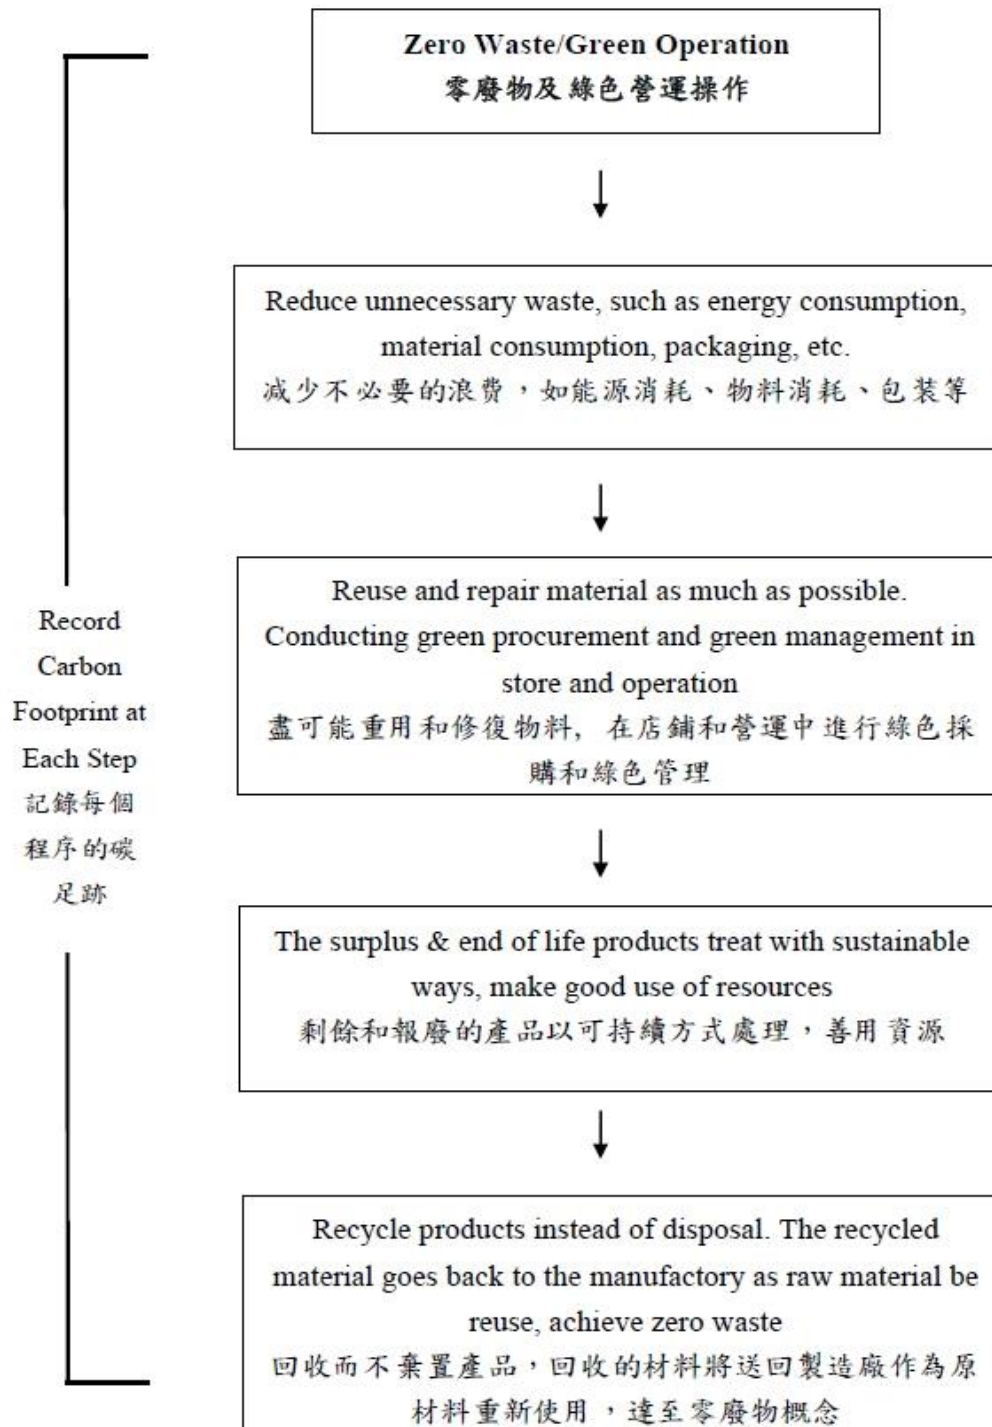 Zero Waste/Green Operation
零廢物及綠色營運操作
Reduce unnecessary waste, such as energy consumption,
material consumption, packaging, etc.
減少不必要的浪费，如能源消耗、物料消耗、包装等
Reuse and repair material as much as possible.
Conducting green procurement and green management in
store and operation
盡可能重用和修復物料, 在店鋪和營運中進行綠色採
購和綠色管理
Record
Carbon
Footprint at
Each Step
記錄每個
程序的碳
足跡
The surplus & end of life products treat with sustainable
ways, make good use of resources
剩餘和報廢的產品以可持續方式處理，善用資源
Recycle products instead of disposal. The recycled
material goes back to the manufactory as raw material be
reuse, achieve zero waste
回收而不棄置產品，回收的材料將送回製造廠作為原
材料重新使用，達至零廢物概念